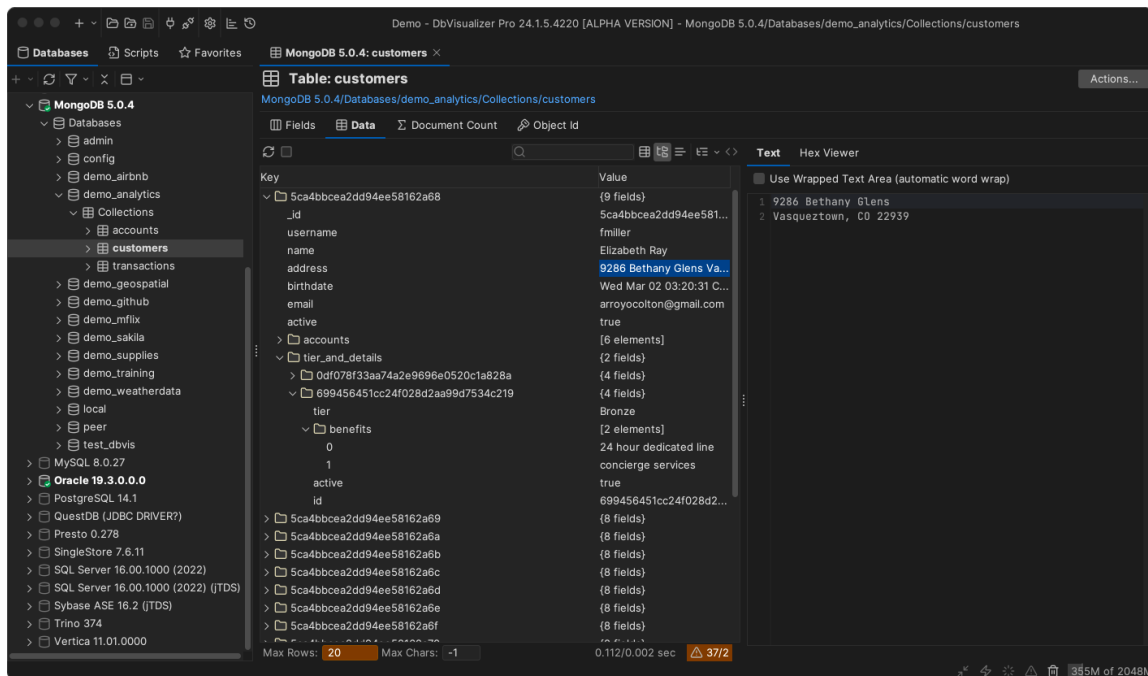 Demo - DbVisualizer Pro 24.1.5.4220 [ALPHA VERSION] - MongoDB 5.0.4/Databases/demo_analytics/Collections/customers
Databases Scripts Favorites
MongoDB 5.0.4: customers
MongoDB 5.0.4
Databases
admin
config
demo_airbnb
demo_analytics
Collections
accounts
customers
transactions
demo_geospatial
demo_github
demo_mflix
demo_sakila
demo_supplies
demo_training
demo_weatherdata
local
peer
test_dbvis
MySQL 8.0.27
Oracle 19.3.0.0.0
PostgreSQL 14.1
QuestDB (JDBC DRIVER?)
Presto 0.278
SingleStore 7.6.11
SQL Server 16.00.1000 (2022)
SQL Server 16.00.1000 (2022) (jTDS)
Sybase ASE 16.2 (jTDS)
Trino 374
Vertica 11.01.0000
Table: customers
Actions...
MongoDB 5.0.4/Databases/demo_analytics/Collections/customers
Fields Data Document Count Object Id
Key Value
5ca4bbcea2dd94ee58162a68 {9 fields}
_id 5ca4bbcea2dd94ee581...
username fmiller
name Elizabeth Ray
address 9286 Bethany Glens Va...
birthdate Wed Mar 02 03:20:31 C...
email arroyocolton@gmail.com
active true
accounts [6 elements]
tier_and_details {2 fields}
0df078f33aa74a2e9696e0520c1a828a {4 fields}
699456451cc24f028d2aa99d7534c219 {4 fields}
tier Bronze
benefits [2 elements]
0 24 hour dedicated line
1 concierge services
active true
id 699456451cc24f028d2...
5ca4bbcea2dd94ee58162a69 {8 fields}
5ca4bbcea2dd94ee58162a6a {8 fields}
5ca4bbcea2dd94ee58162a6b {8 fields}
5ca4bbcea2dd94ee58162a6c {8 fields}
5ca4bbcea2dd94ee58162a6d {8 fields}
5ca4bbcea2dd94ee58162a6e {8 fields}
5ca4bbcea2dd94ee58162a6f {8 fields}
Max Rows: 20 Max Chars: -1 0.112/0.002 sec 37/2
Text Hex Viewer
Use Wrapped Text Area (automatic word wrap)
1 9286 Bethany Glens
2 Vasqueztown, CO 22939
355M of 2048M